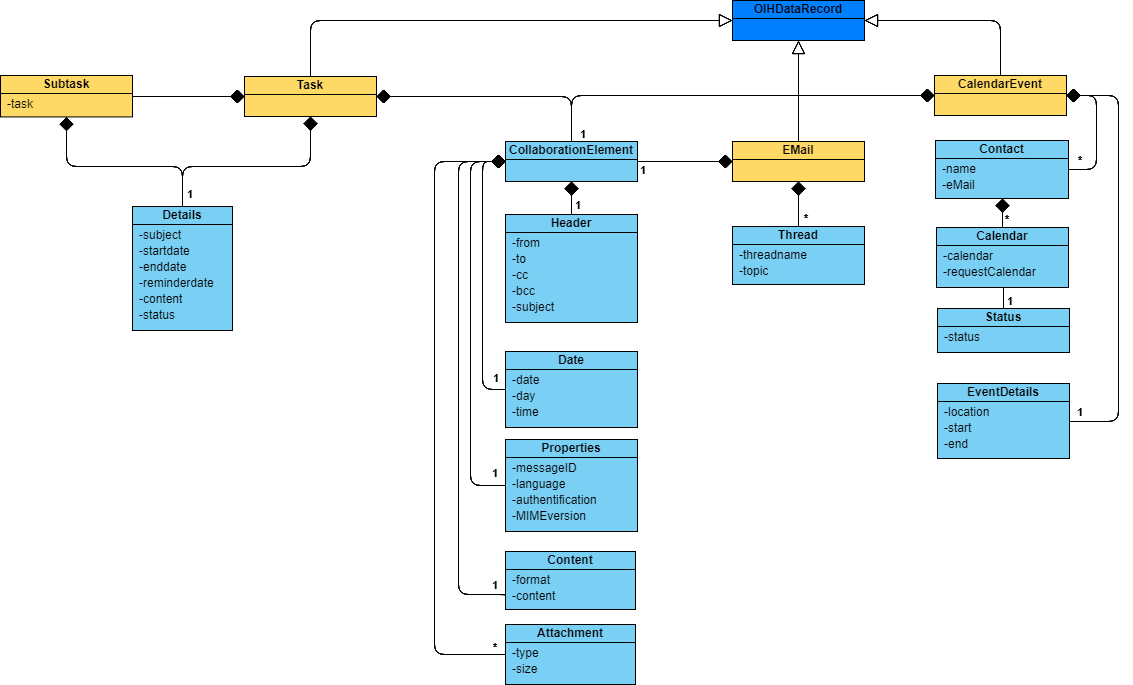 OIHDataRecord
Subtask
-task
Task
CalendarEvent
1
CollaborationElement
1
EMail
Contact
-name
-eMail
*
1
Details
-subject
-startdate
-enddate
-reminderdate
-content
-status
1
Header
-from
-to
-cc
-bcc
-subject
*
Thread
-threadname
-topic
*
Calendar
-calendar
-requestCalendar
1
Status
-status
1
Date
-date
-day
-time
EventDetails
-location
-start
-end
1
1
Properties
-messageID
-language
-authentification
-MIMEversion
1
Content
-format
-content
*
Attachment
-type
-size